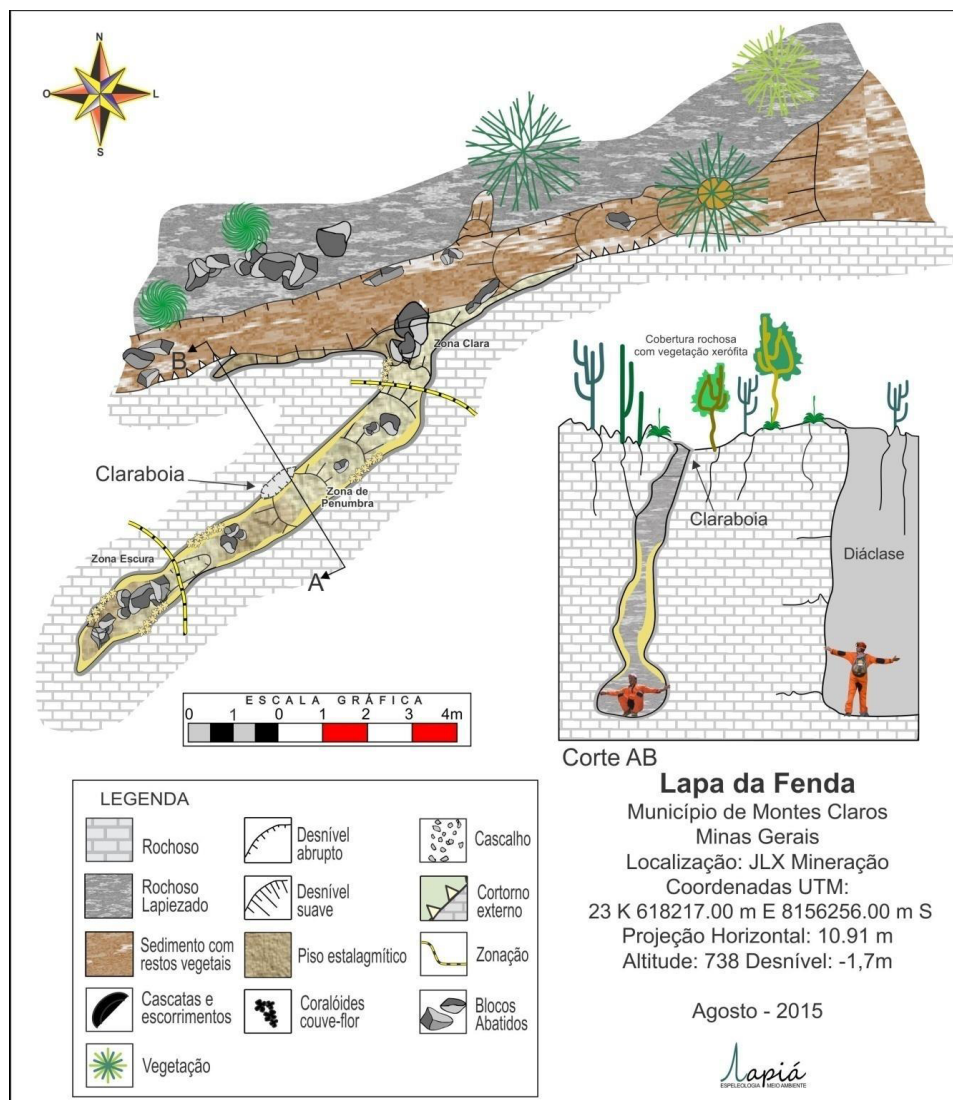 N
O
L
S
Zona Clara
B
Claraboia
Zona de
Penumbra
Zona Escura
A
Cobertura rochosa
com vegetação xerófita
Claraboia
Diáclase
Corte AB
ESCALA GRÁFICA
0 1 0 1 2 3 4m
LEGENDA
Rochoso
Desnível
abrupto
Cascalho
Rochoso
Lapiezado
Desnível
suave
Cortorno
externo
Sedimento com
restos vegetais
Piso estalagmítico
Zonação
Cascatas e
escorrimentos
Coralóides
couve-flor
Blocos
Abatidos
Vegetação
Lapa da Fenda
Município de Montes Claros
Minas Gerais
Localização: JLX Mineração
Coordenadas UTM:
23 K 618217.00 m E 8156256.00 m S
Projeção Horizontal: 10.91 m
Altitude: 738 Desnível: -1,7m
Agosto - 2015
Lapiá
ESPELEOLOGIA MEIO AMBIENTE